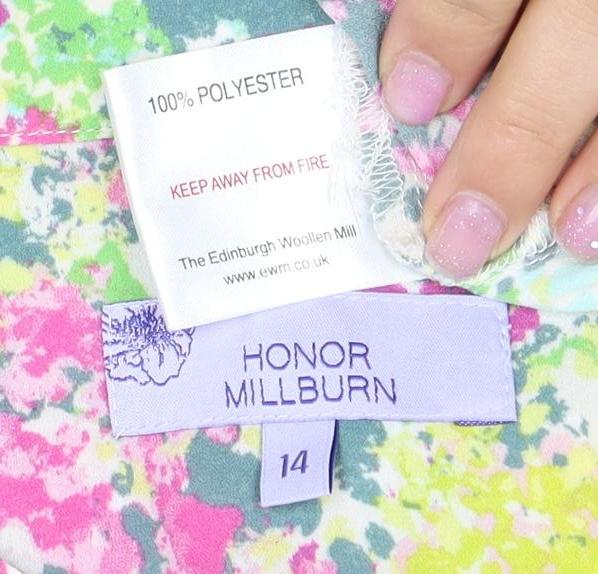 100% POLYESTER
KEEP AWAY FROM FIRE
The Edinburgh Woollen Mill
www.ewm.co.uk
HONOR
MILLBURN
14